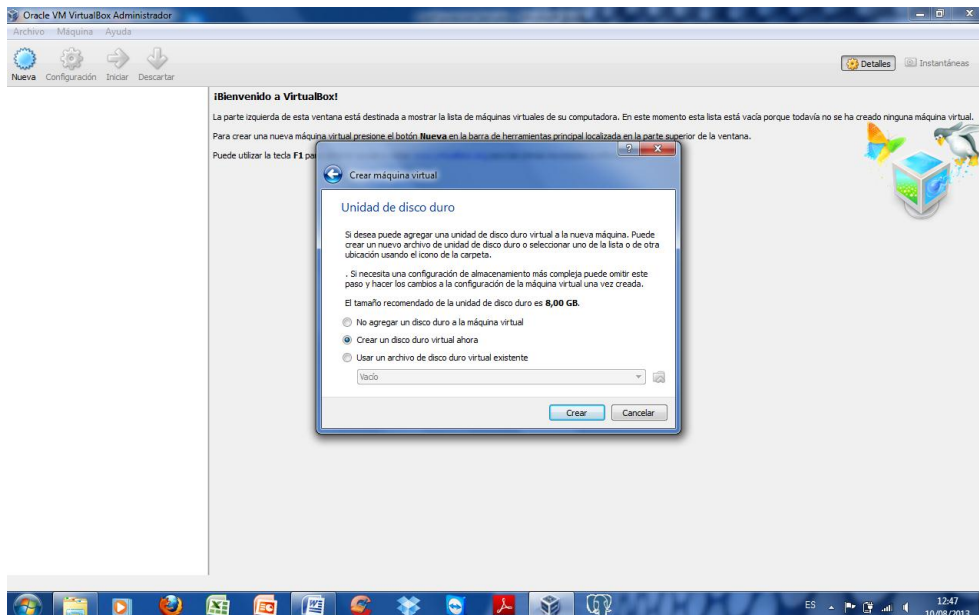 Oracle VM VirtualBox Administrador
Archivo Máquina Ayuda
Nueva Configuración Iniciar Descartar
Detalles Instantáneas
¡Bienvenido a VirtualBox!
La parte izquierda de esta ventana está destinada a mostrar la lista de máquinas virtuales de su computadora. En este momento esta lista está vacía porque todavía no se ha creado ninguna máquina virtual.
Para crear una nueva máquina virtual presione el botón Nueva en la barra de herramientas principal localizada en la parte superior de la ventana.
Puede utilizar la tecla F1 pa
Crear máquina virtual
Unidad de disco duro
Si desea puede agregar una unidad de disco duro virtual a la nueva máquina. Puede
crear un nuevo archivo de unidad de disco duro o seleccionar uno de la lista o de otra
ubicación usando el icono de la carpeta.
. Si necesita una configuración de almacenamiento más compleja puede omitir este
paso y hacer los cambios a la configuración de la máquina virtual una vez creada.
El tamaño recomendado de la unidad de disco duro es 8,00 GB.
No agregar un disco duro a la máquina virtual
Crear un disco duro virtual ahora
Usar un archivo de disco duro virtual existente
Vacío
Crear Cancelar
ES
12:47
10/08/2013